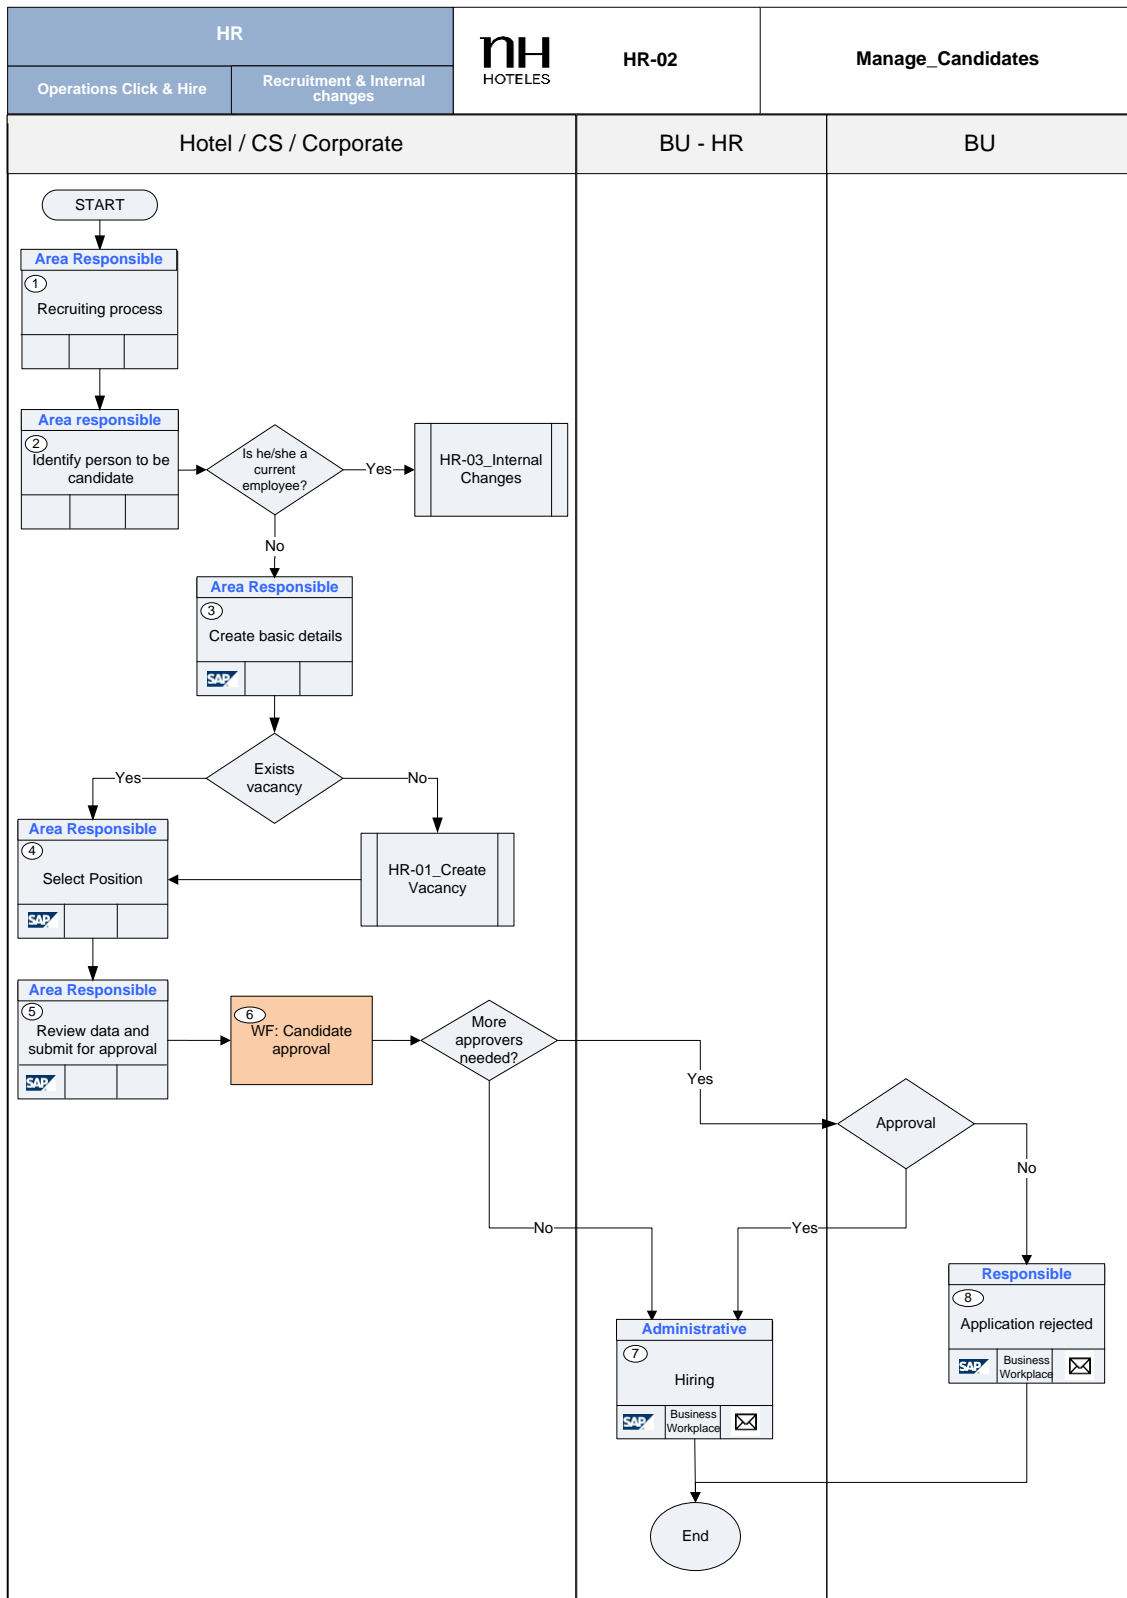 HR
Operations Click & Hire
Recruitment & Internal
changes
nH
HOTELES
HR-02
Manage_Candidates
Hotel / CS / Corporate
BU - HR
BU
START
Area Responsible
1
Recruiting process
Area responsible
2
Identify person to be
candidate
Is he/she a
current
employee?
Yes
HR-03_Internal
Changes
No
Area Responsible
3
Create basic details
SAP
Exists
vacancy
Yes
No
Area Responsible
4
Select Position
SAP
HR-01_Create
Vacancy
Area Responsible
5
Review data and
submit for approval
SAP
6
WF: Candidate
approval
More
approvers
needed?
Yes
Approval
No
No
Yes
Responsible
8
Application rejected
SAP
Business
Workplace
Administrative
7
Hiring
SAP
Business
Workplace
End